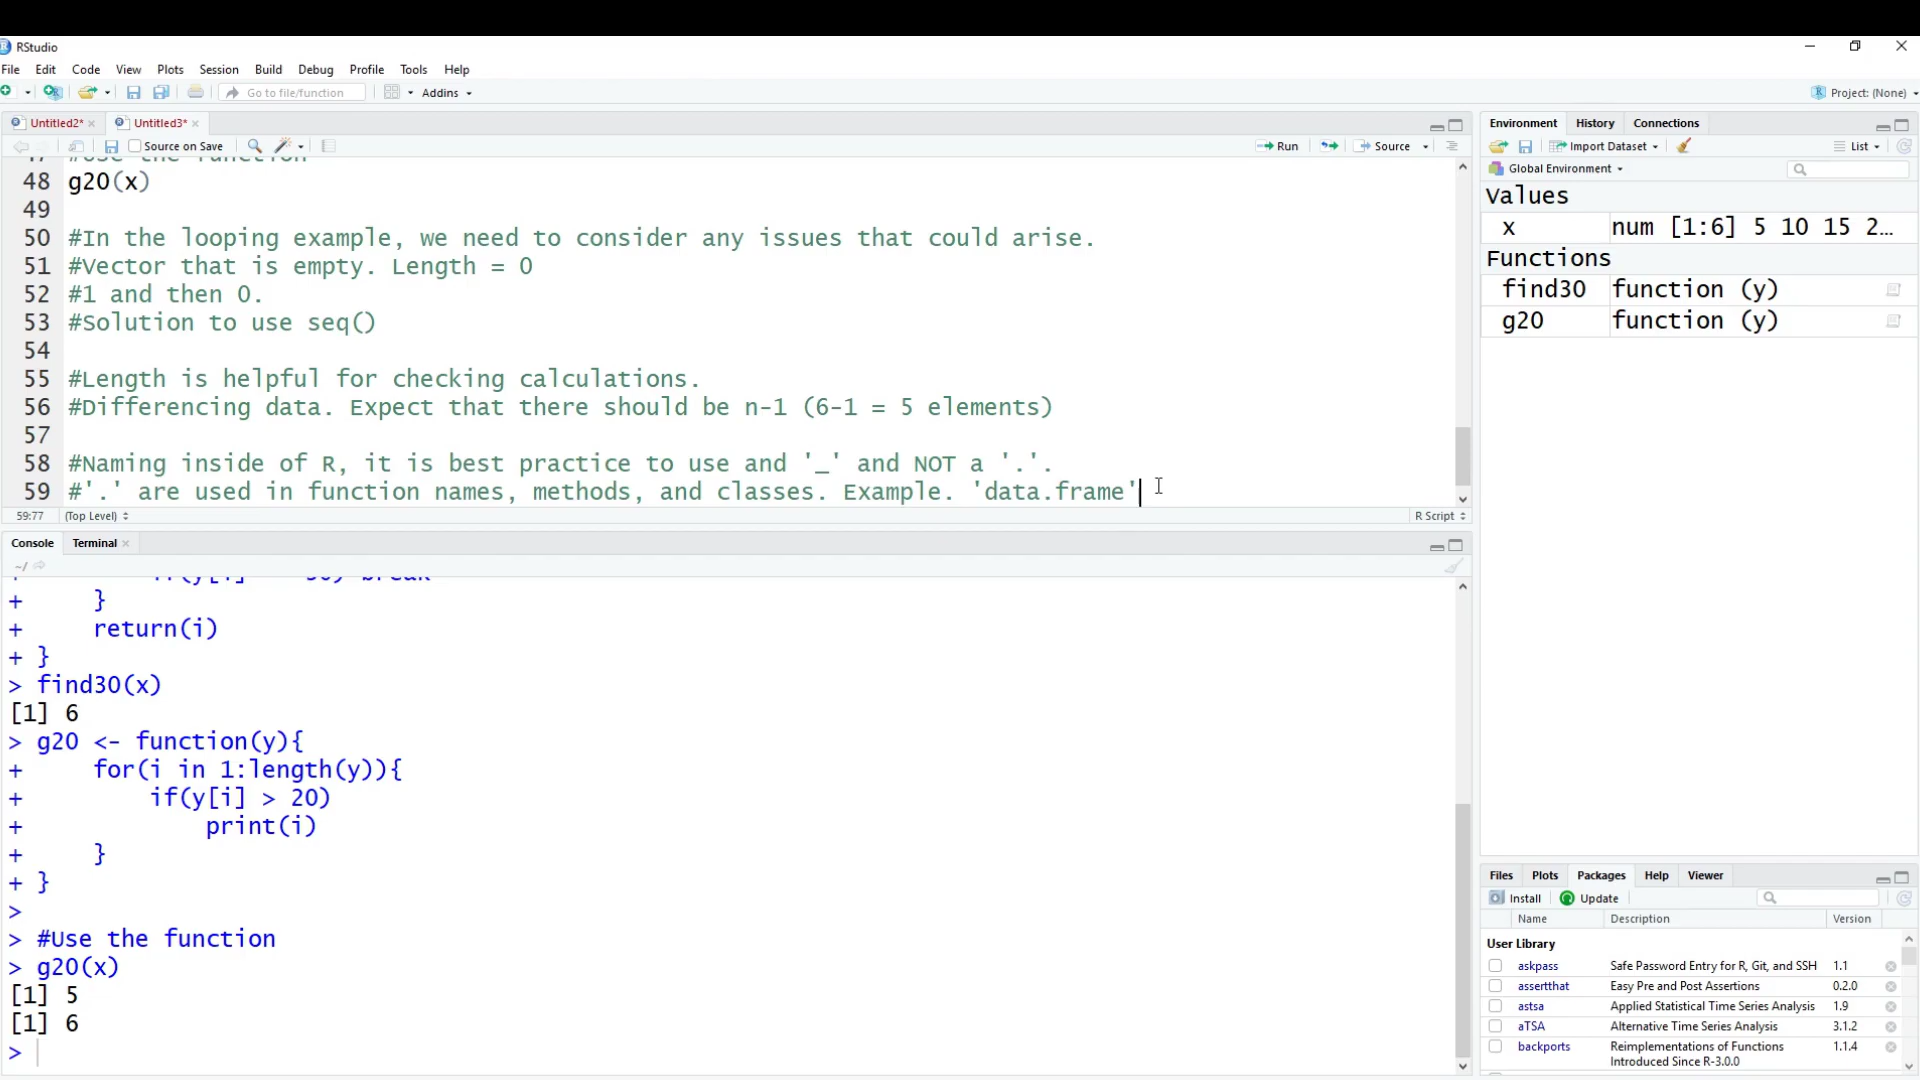 RStudio
File Edit Code View Plots Session Build Debug Profile Tools Help
Go to file/function Addins Project: (None)
Untitled2* Untitled3*
Source on Save Run Source
48 g20(x)
49
50 #In the looping example, we need to consider any issues that could arise.
51 #Vector that is empty. Length = 0
52 #1 and then 0.
53 #Solution to use seq()
54
55 #Length is helpful for checking calculations.
56 #Differencing data. Expect that there should be n-1 (6-1 = 5 elements)
57
58 #Naming inside of R, it is best practice to use and '_' and NOT a '.'.
59 #'.' are used in function names, methods, and classes. Example. 'data.frame'
59:77 (Top Level) R Script
Console Terminal
~/
+ }
+ return(i)
+ }
> find30(x)
[1] 6
> g20 <- function(y){
+ for(i in 1:length(y)){
+ if(y[i] > 20)
+ print(i)
+ }
+ }
>
> #Use the function
> g20(x)
[1] 5
[1] 6
>
Environment History Connections
Import Dataset List
Global Environment
Values
x num [1:6] 5 10 15 2...
Functions
find30 function (y)
g20 function (y)
Files Plots Packages Help Viewer
Install Update
Name Description Version
User Library
askpass Safe Password Entry for R, Git, and SSH 1.1
assertthat Easy Pre and Post Assertions 0.2.0
astsa Applied Statistical Time Series Analysis 1.9
aTSA Alternative Time Series Analysis 3.1.2
backports Reimplementations of Functions 1.1.4
Introduced Since R-3.0.0